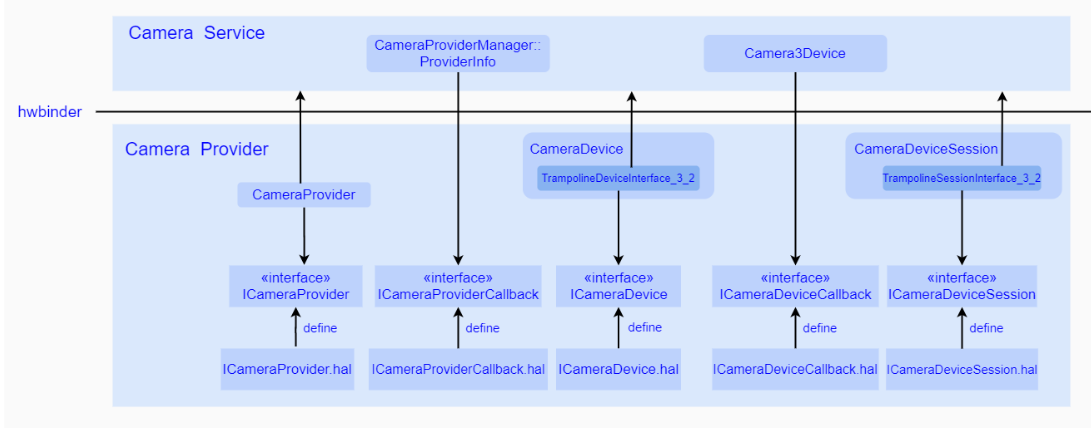 Camera Service
CameraProviderManager::
ProviderInfo
Camera3Device
hwbinder
Camera Provider
CameraDevice
TrampolineDeviceInterface_3_2
CameraDeviceSession
TrampolineSessionInterface_3_2
CameraProvider
«interface»
ICameraProvider
«interface»
ICameraProviderCallback
«interface»
ICameraDevice
«interface»
ICameraDeviceCallback
«interface»
ICameraDeviceSession
define
define
define
define
define
ICameraProvider.hal
ICameraProviderCallback.hal
ICameraDevice.hal
ICameraDeviceCallback.hal
ICameraDeviceSession.hal